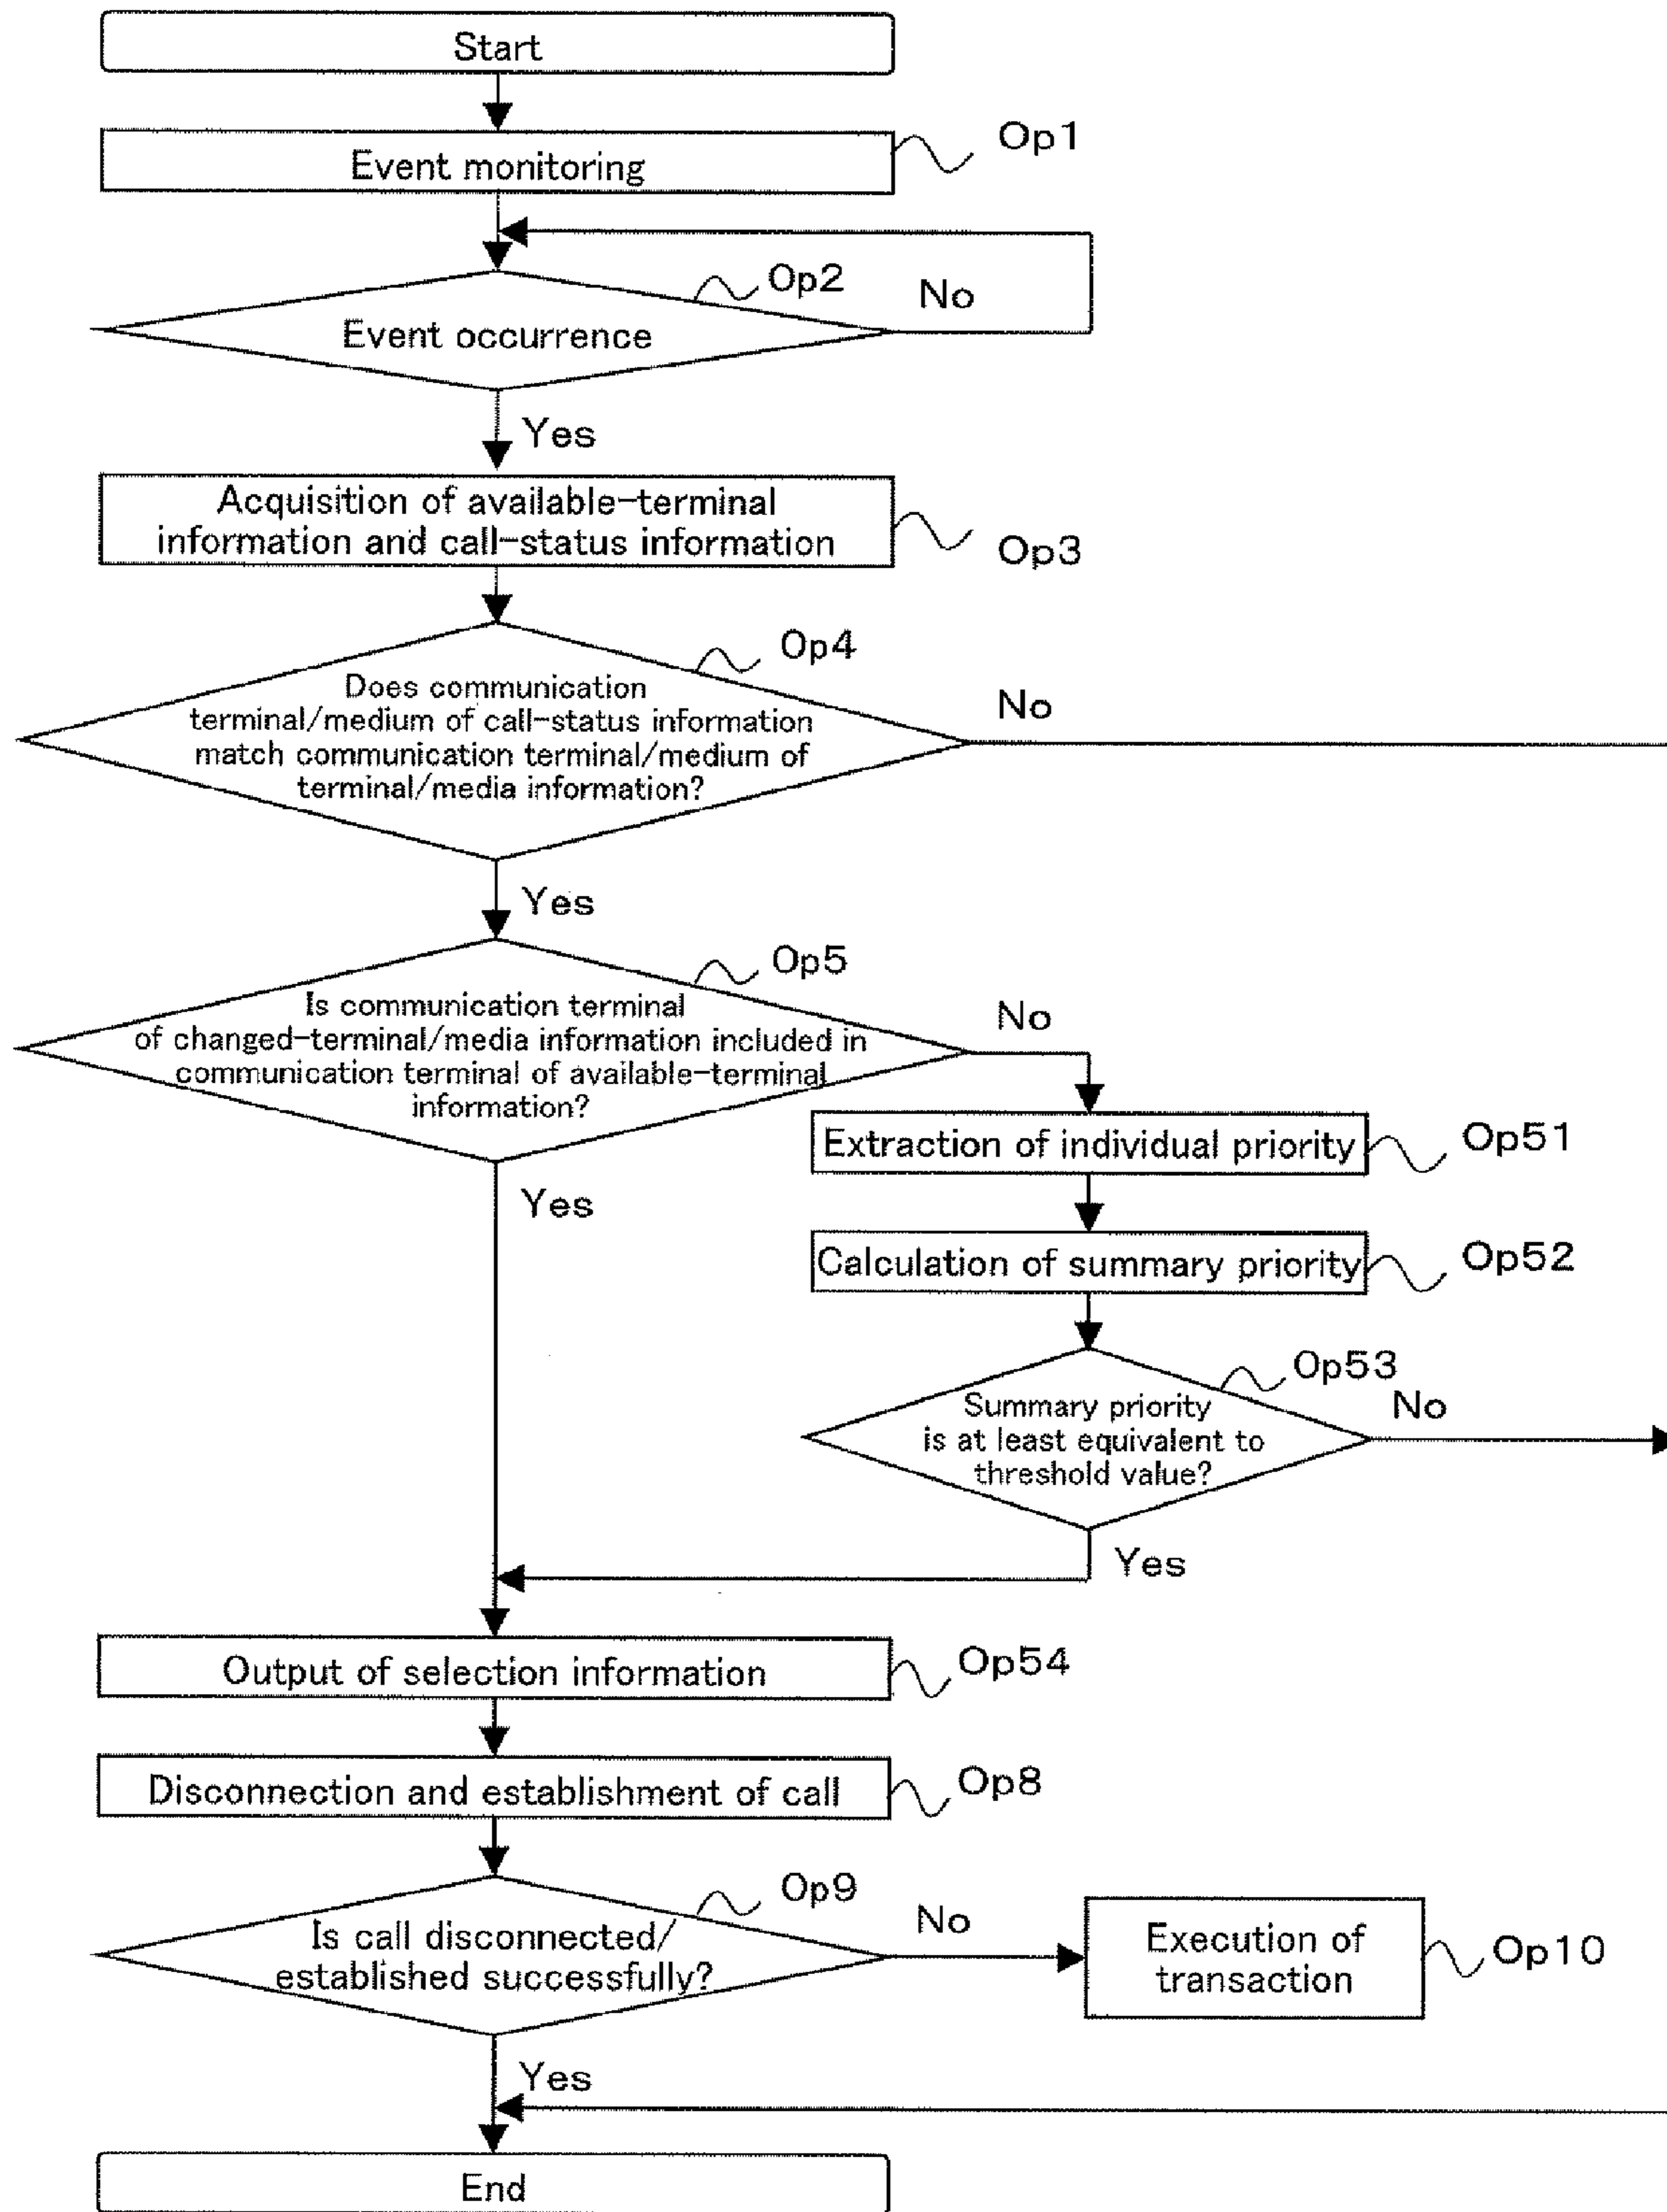 Start
Event monitoring
Op1
Op2
No
Event occurrence
Yes
Acquisition of available-terminal
information and call-status information
Op3
Op4
Does communication
terminal/medium of call-status information
match communication terminal/medium of
terminal/media information?
No
Yes
Op5
Is communication terminal
of changed-terminal/media information included in
communication terminal of available-terminal
information?
No
Yes
Extraction of individual priority
Op51
Calculation of summary priority
Op52
Op53
Summary priority
is at least equivalent to
threshold value?
No
Yes
Output of selection information
Op54
Disconnection and establishment of call
Op8
Op9
Is call disconnected/
established successfully?
No
Execution of
transaction
Op10
Yes
End